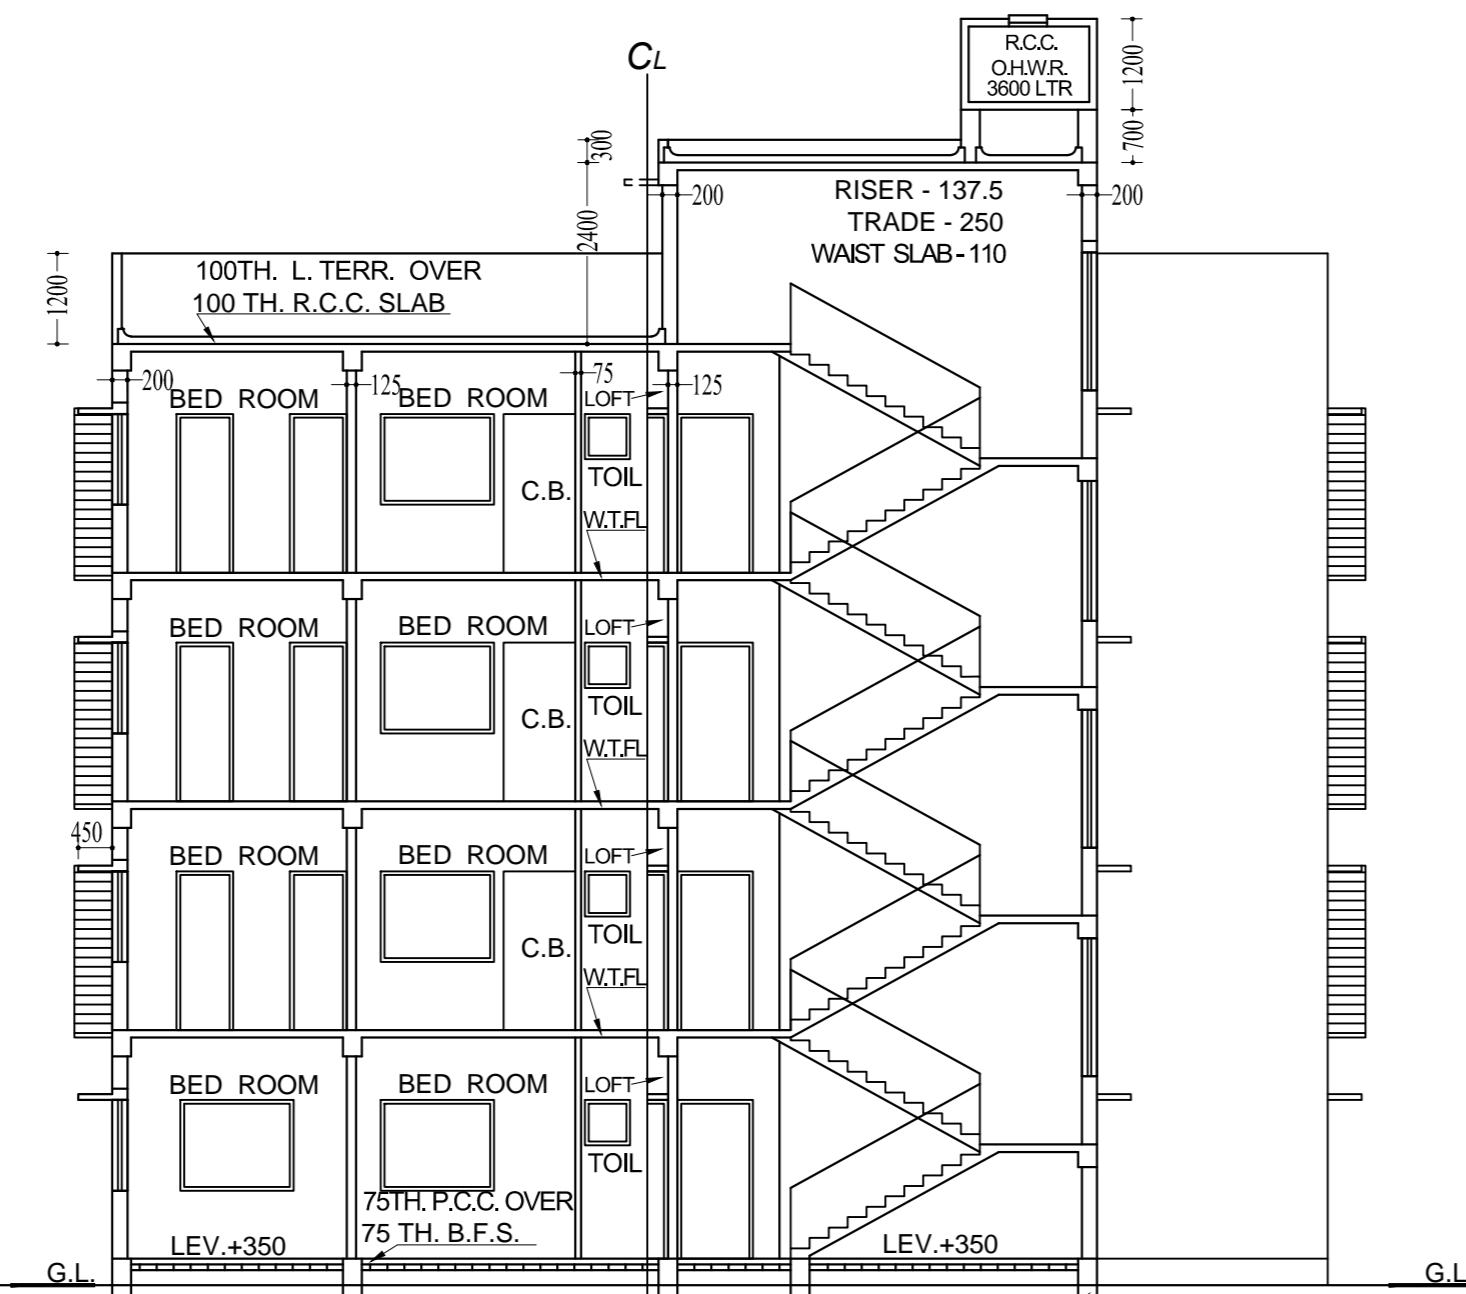 CL
R.C.C.
O.H.W.R.
3600 LTR
1200
700
300
2400
200
RISER - 137.5
TRADE - 250
WAIST SLAB - 110
200
1200
100TH. L. TERR. OVER
100 TH. R.C.C. SLAB
200
BED ROOM
125
BED ROOM
75
LOFT
125
TOIL
C.B.
W.T.FL
BED ROOM
BED ROOM
LOFT
TOIL
C.B.
W.T.FL
450
BED ROOM
BED ROOM
LOFT
TOIL
C.B.
W.T.FL
BED ROOM
BED ROOM
LOFT
TOIL
75TH. P.C.C. OVER
75 TH. B.F.S.
LEV.+350
LEV.+350
G.L.
G.L